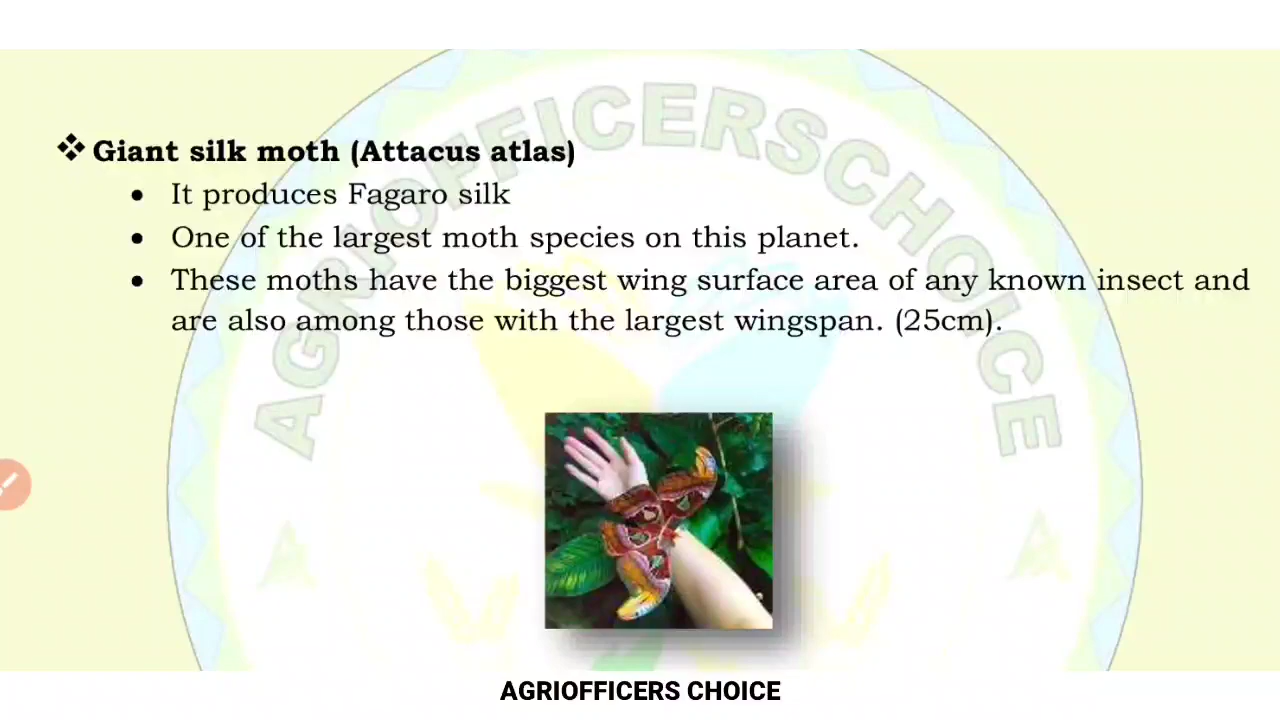 AGRIOFFICERSCHOICE
❖ Giant silk moth (Attacus atlas)
• It produces Fagaro silk
• One of the largest moth species on this planet.
• These moths have the biggest wing surface area of any known insect and
are also among those with the largest wingspan. (25cm).
AGRIOFFICERS CHOICE